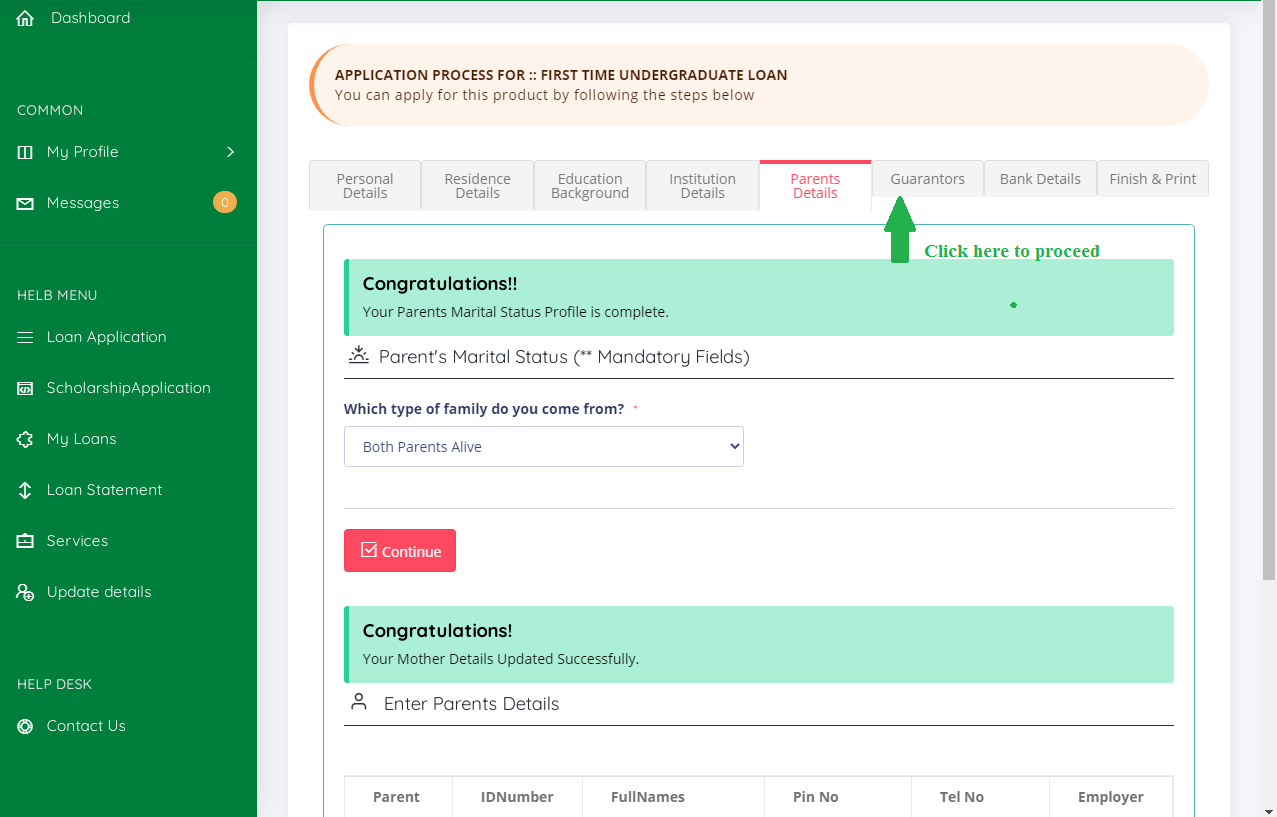 Dashboard
COMMON
My Profile
Messages
0
HELB MENU
Loan Application
ScholarshipApplication
My Loans
Loan Statement
Services
Update details
HELP DESK
Contact Us
APPLICATION PROCESS FOR :: FIRST TIME UNDERGRADUATE LOAN
You can apply for this product by following the steps below
Personal
Details
Residence
Details
Education
Background
Institution
Details
Parents
Details
Guarantors
Bank Details
Finish & Print
Click here to proceed
Congratulations!!
Your Parents Marital Status Profile is complete.
Parent's Marital Status (** Mandatory Fields)
Which type of family do you come from? *
Both Parents Alive
Continue
Congratulations!
Your Mother Details Updated Successfully.
Enter Parents Details
Parent IDNumber FullNames Pin No Tel No Employer